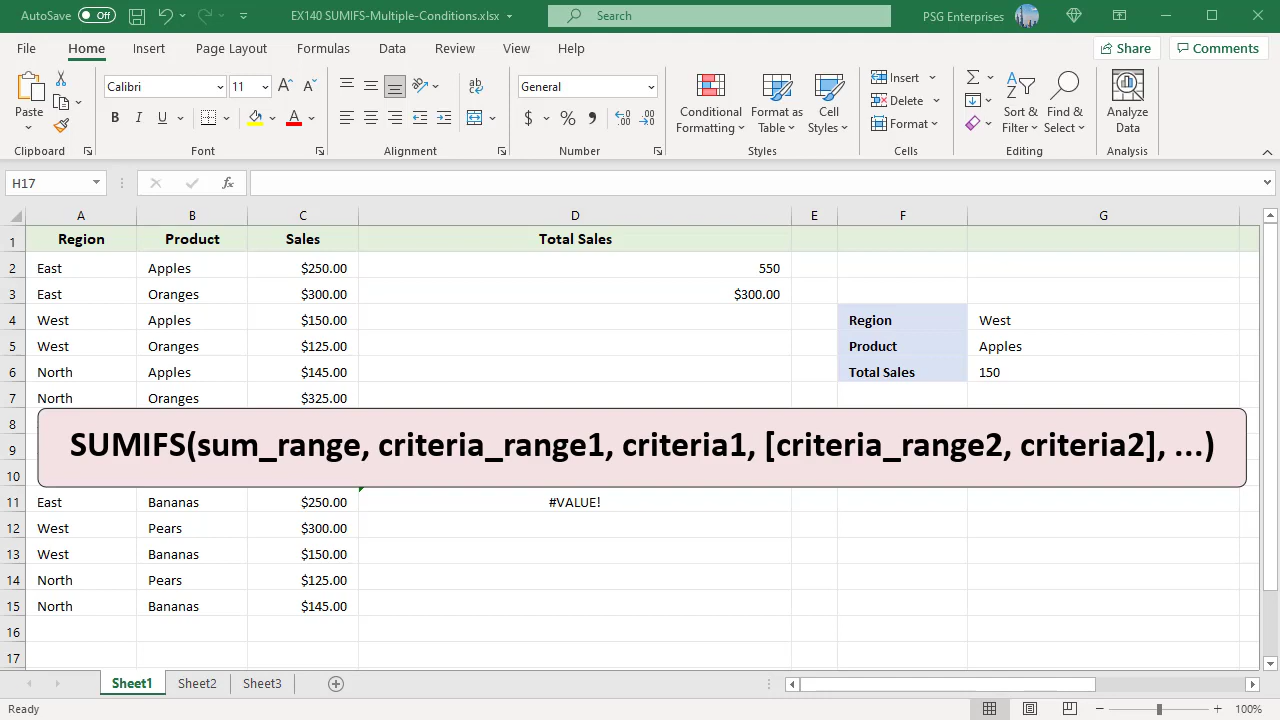 AutoSave Off EX140 SUMIFS-Multiple-Conditions.xlsx Search PSG Enterprises
File Home Insert Page Layout Formulas Data Review View Help Share Comments
Calibri 11 General Insert
Paste B I U A $ % 9 Conditional Formatting Format as Table Cell Styles Delete Sort & Filter Find & Select Analyze Data
Format
Clipboard Font Alignment Number Styles Cells Editing Analysis
H17 fx
A B C D E F G
1 Region Product Sales Total Sales
2 East Apples $250.00 550
3 East Oranges $300.00 $300.00
4 West Apples $150.00 Region West
5 West Oranges $125.00 Product Apples
6 North Apples $145.00 Total Sales 150
7 North Oranges $325.00
8
SUMIFS(sum_range, criteria_range1, criteria1, [criteria_range2, criteria2], ...)
9
10
11 East Bananas $250.00 #VALUE!
12 West Pears $300.00
13 West Bananas $150.00
14 North Pears $125.00
15 North Bananas $145.00
16
17
Sheet1 Sheet2 Sheet3
Ready 100%